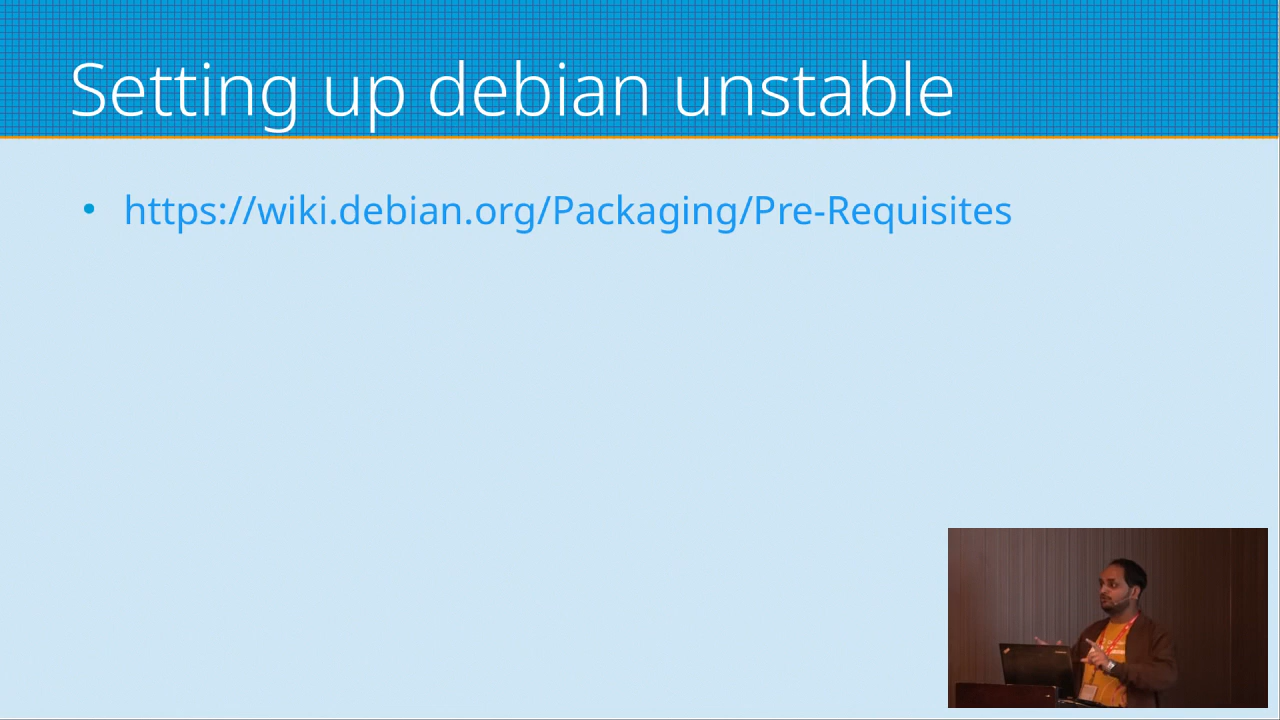 Setting up debian unstable
• https://wiki.debian.org/Packaging/Pre-Requisites